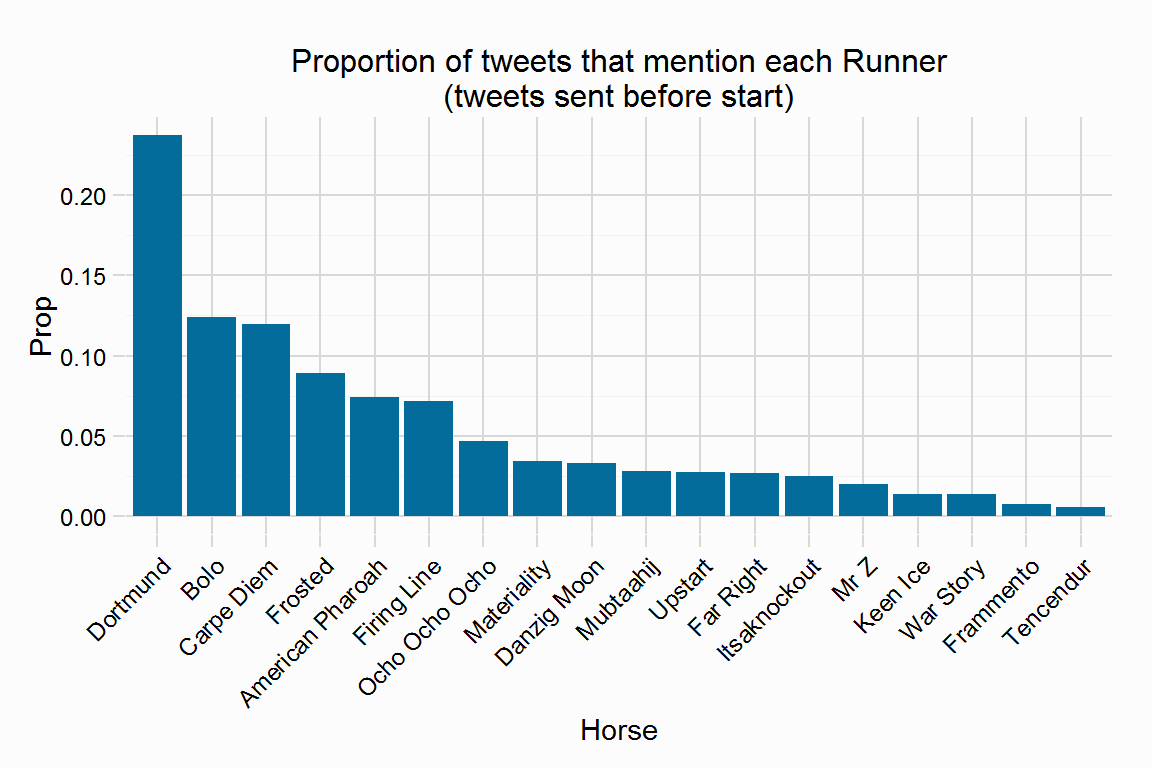 Proportion of tweets that mention each Runner
(tweets sent before start)
Prop
0.20
0.15
0.10
0.05
0.00
Dortmund
Bolo
Carpe Diem
Frosted
American Pharoah
Firing Line
Ocho Ocho Ocho
Materiality
Danzig Moon
Mubtaahij
Upstart
Far Right
Itsaknockout
Mr Z
Keen Ice
War Story
Frammento
Tencendur
Horse